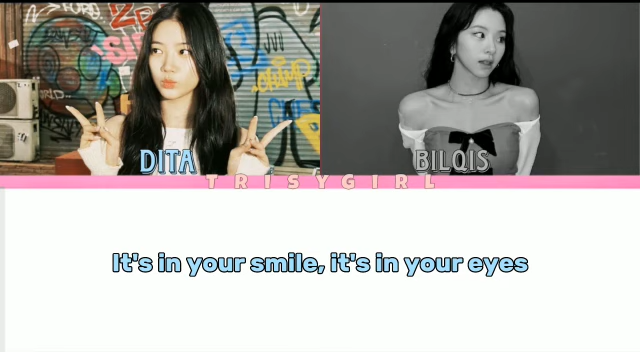 DITA
BILQIS
TRISYGIRL
It's in your smile, it's in your eyes